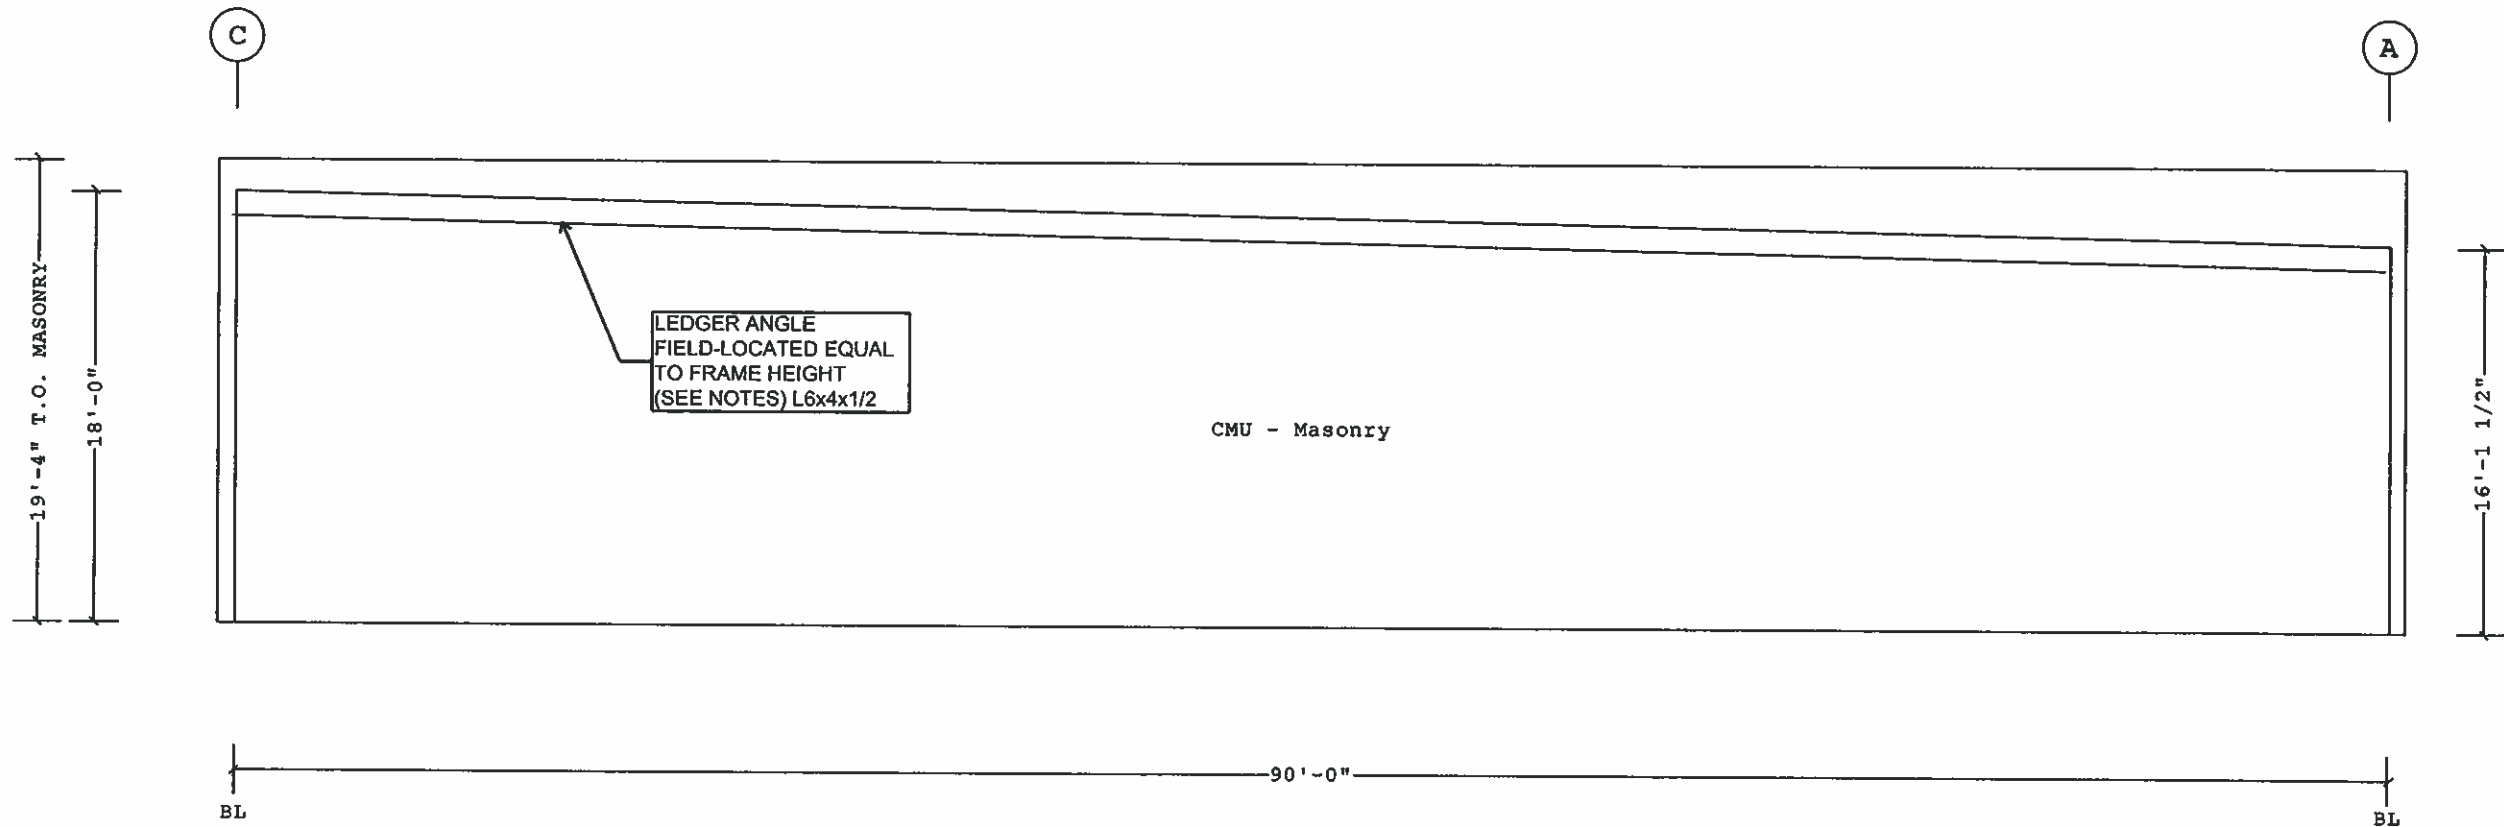 C
A
19'-4" T.O. MASONRY
18'-0"
LEDGER ANGLE
FIELD-LOCATED EQUAL
TO FRAME HEIGHT
(SEE NOTES) L6x4x1/2
CMU - Masonry
16'-1 1/2"
90'-0"
BL
BL